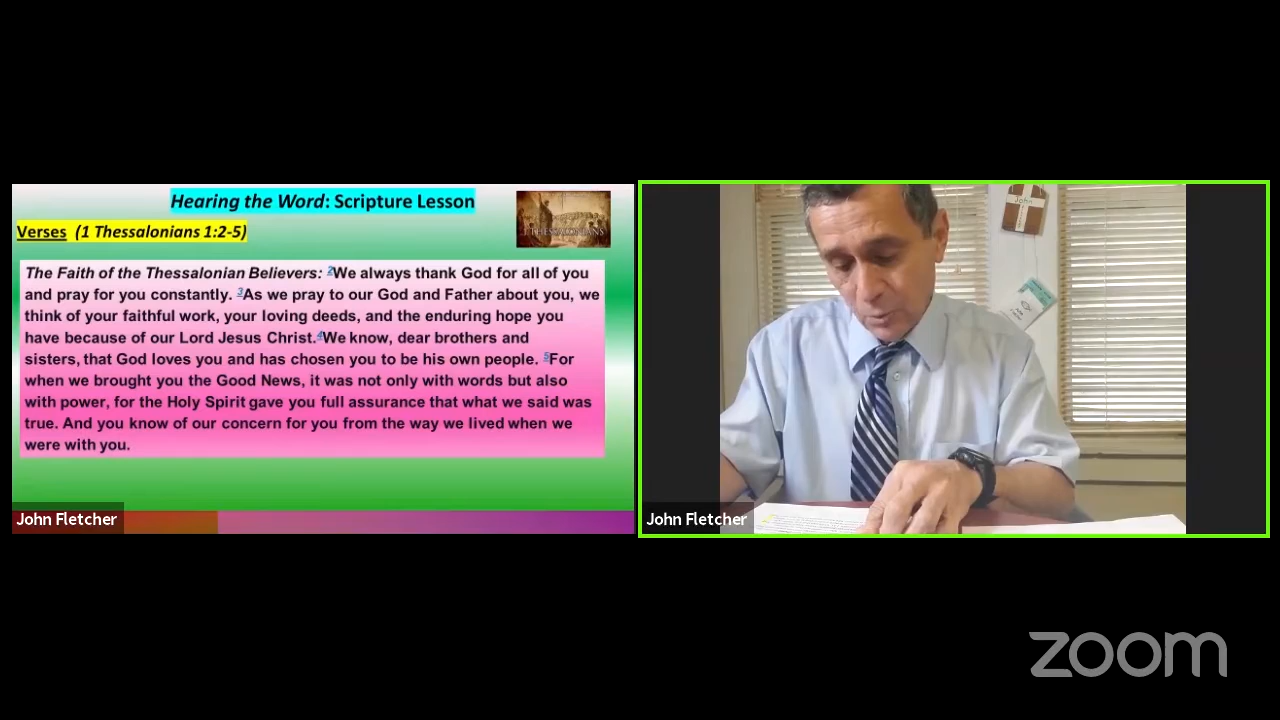 Hearing the Word: Scripture Lesson
1 THESSALONIANS
Verses (1 Thessalonians 1:2-5)
The Faith of the Thessalonian Believers: 2We always thank God for all of you
and pray for you constantly. 3As we pray to our God and Father about you, we
think of your faithful work, your loving deeds, and the enduring hope you
have because of our Lord Jesus Christ.4We know, dear brothers and
sisters, that God loves you and has chosen you to be his own people. 5For
when we brought you the Good News, it was not only with words but also
with power, for the Holy Spirit gave you full assurance that what we said was
true. And you know of our concern for you from the way we lived when we
were with you.
John Fletcher
John
John Fletcher
zoom